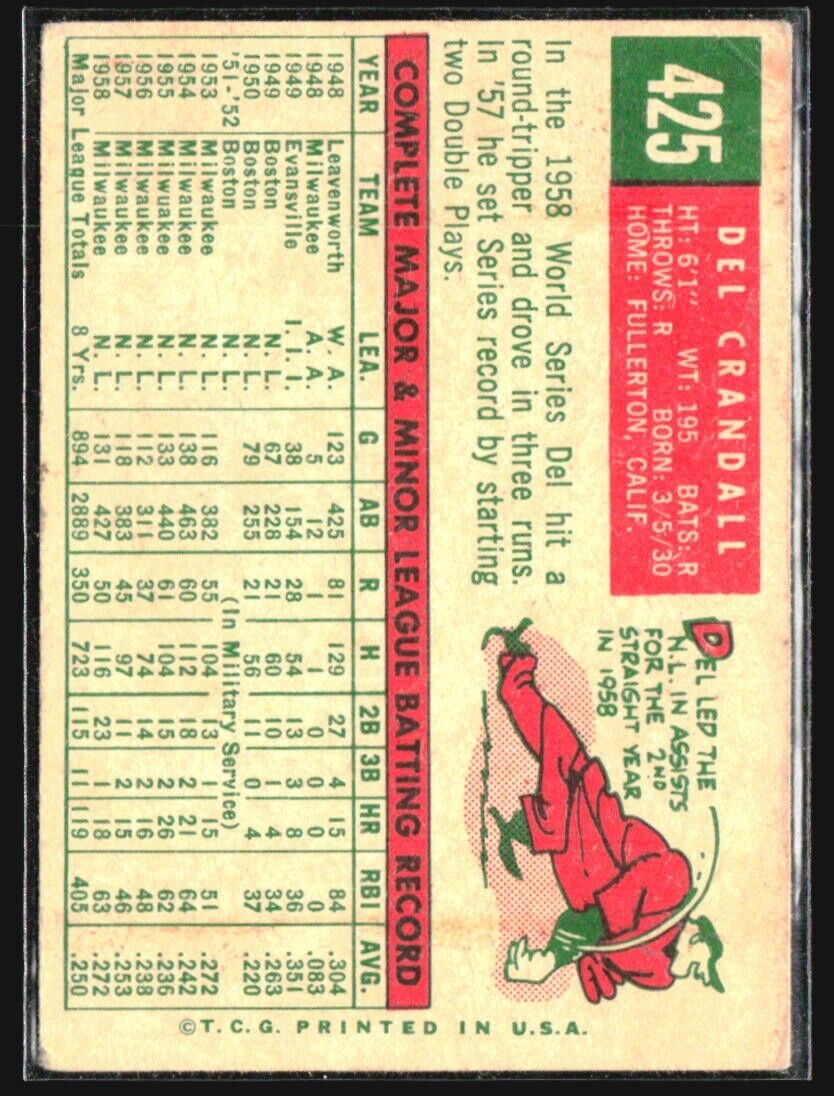 425
DEL CRANDALL
HT: 6'1" WT: 195 BATS: R
THROWS: R BORN: 3/5/30
HOME: FULLERTON, CALIF.
In the 1958 World Series Del hit a
round-tripper and drove in three runs.
In '57 he set Series record by starting
two Double Plays.
DEL LED THE
N.L. IN ASSISTS
FOR THE 2ND
STRAIGHT YEAR
IN 1958
COMPLETE MAJOR & MINOR LEAGUE BATTING RECORD
YEAR TEAM LEA. G AB R H 2B 3B HR RBI AVG.
1948 Leavenworth W. A. 123 425 81 129 27 4 15 84 .304
1948 Milwaukee A. A. 5 12 1 1 0 0 0 0 .083
1949 Evansville I. I. I. 38 154 28 54 13 3 8 36 .351
1949 Boston N. L. 67 228 21 60 10 1 4 34 .263
1950 Boston N. L. 79 255 21 56 11 0 4 37 .220
'51-'52 Boston N. L. (In Military Service)
1953 Milwaukee N. L. 116 382 55 104 13 1 15 51 .272
1954 Milwaukee N. L. 138 463 60 112 18 2 21 64 .242
1955 Milwaukee N. L. 133 440 61 104 15 2 26 62 .236
1956 Milwaukee N. L. 112 311 37 74 14 2 16 48 .238
1957 Milwaukee N. L. 118 383 45 97 11 2 15 46 .253
1958 Milwaukee N. L. 131 427 50 116 23 1 18 63 .272
Major League Totals 8 Yrs. 894 2889 350 723 115 11 119 405 .250
©T.C.G. PRINTED IN U.S.A.